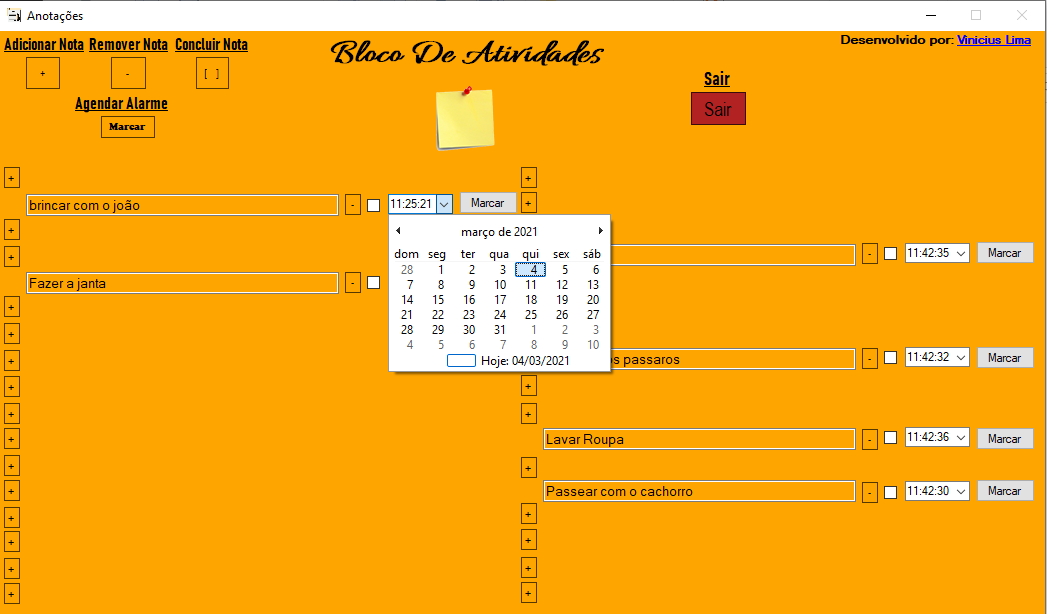 Anotações
Adicionar Nota Remover Nota Concluir Nota
Bloco De Atividades
Desenvolvido por: Vinicius Lima
+ - [ ]
Sair
Sair
Agendar Alarme
Marcar
+ +
brincar com o joão - 11:25:21 Marcar +
+
março de 2021
dom seg ter qua qui sex sáb
28 1 2 3 4 5 6
7 8 9 10 11 12 13
14 15 16 17 18 19 20
21 22 23 24 25 26 27
28 29 30 31 1 2 3
4 5 6 7 8 9 10
Hoje: 04/03/2021
+
- 11:42:35 Marcar
Fazer a janta -
+
+
+
passaros - 11:42:32 Marcar
+ +
+ +
+
Lavar Roupa - 11:42:36 Marcar
+ +
+
Passear com o cachorro - 11:42:30 Marcar
+ +
+ +
+ +
+ +